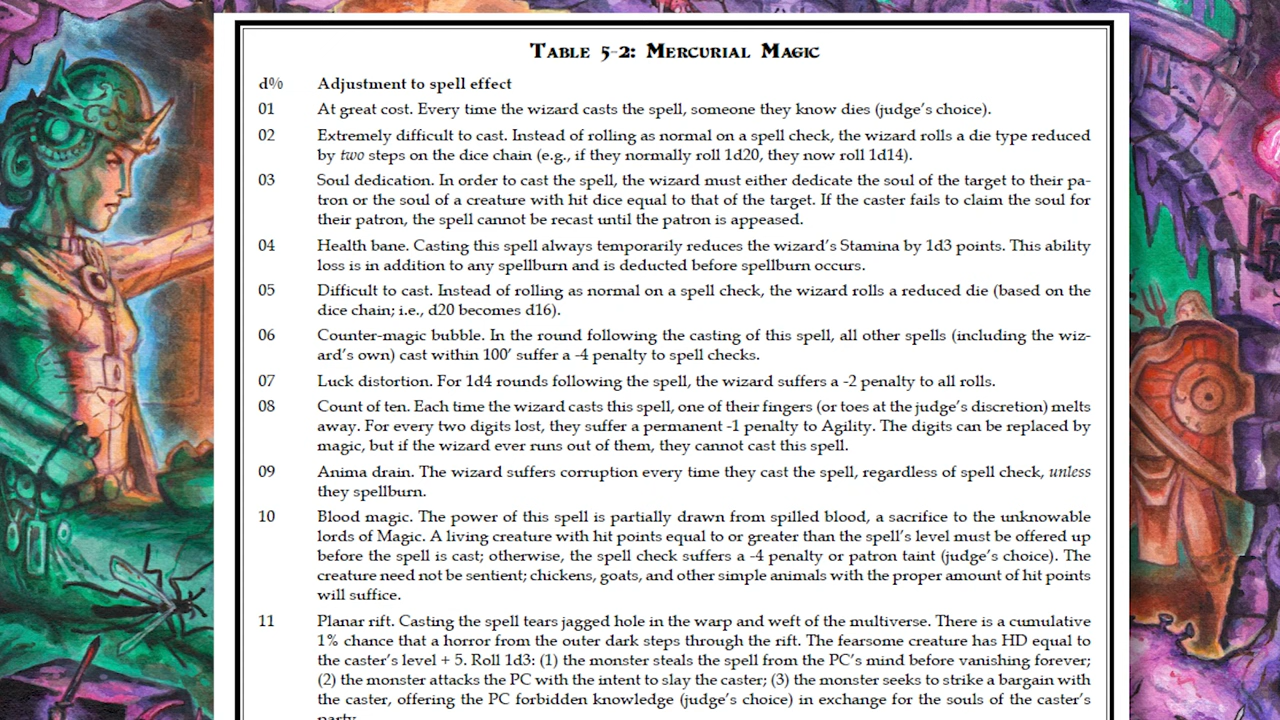 TABLE 5-2: MERCURIAL MAGIC
d% Adjustment to spell effect
01 At great cost. Every time the wizard casts the spell, someone they know dies (judge's choice).
02 Extremely difficult to cast. Instead of rolling as normal on a spell check, the wizard rolls a die type reduced
by two steps on the dice chain (e.g., if they normally roll 1d20, they now roll 1d14).
03 Soul dedication. In order to cast the spell, the wizard must either dedicate the soul of the target to their pa-
tron or the soul of a creature with hit dice equal to that of the target. If the caster fails to claim the soul for
their patron, the spell cannot be recast until the patron is appeased.
04 Health bane. Casting this spell always temporarily reduces the wizard's Stamina by 1d3 points. This ability
loss is in addition to any spellburn and is deducted before spellburn occurs.
05 Difficult to cast. Instead of rolling as normal on a spell check, the wizard rolls a reduced die (based on the
dice chain; i.e., d20 becomes d16).
06 Counter-magic bubble. In the round following the casting of this spell, all other spells (including the wiz-
ard's own) cast within 100' suffer a -4 penalty to spell checks.
07 Luck distortion. For 1d4 rounds following the spell, the wizard suffers a -2 penalty to all rolls.
08 Count of ten. Each time the wizard casts this spell, one of their fingers (or toes at the judge's discretion) melts
away. For every two digits lost, they suffer a permanent -1 penalty to Agility. The digits can be replaced by
magic, but if the wizard ever runs out of them, they cannot cast this spell.
09 Anima drain. The wizard suffers corruption every time they cast the spell, regardless of spell check, unless
they spellburn.
10 Blood magic. The power of this spell is partially drawn from spilled blood, a sacrifice to the unknowable
lords of Magic. A living creature with hit points equal to or greater than the spell's level must be offered up
before the spell is cast; otherwise, the spell check suffers a -4 penalty or patron taint (judge's choice). The
creature need not be sentient; chickens, goats, and other simple animals with the proper amount of hit points
will suffice.
11 Planar rift. Casting the spell tears jagged hole in the warp and weft of the multiverse. There is a cumulative
1% chance that a horror from the outer dark steps through the rift. The fearsome creature has HD equal to
the caster's level + 5. Roll 1d3: (1) the monster steals the spell from the PC's mind before vanishing forever;
(2) the monster attacks the PC with the intent to slay the caster; (3) the monster seeks to strike a bargain with
the caster, offering the PC forbidden knowledge (judge's choice) in exchange for the souls of the caster's
party.